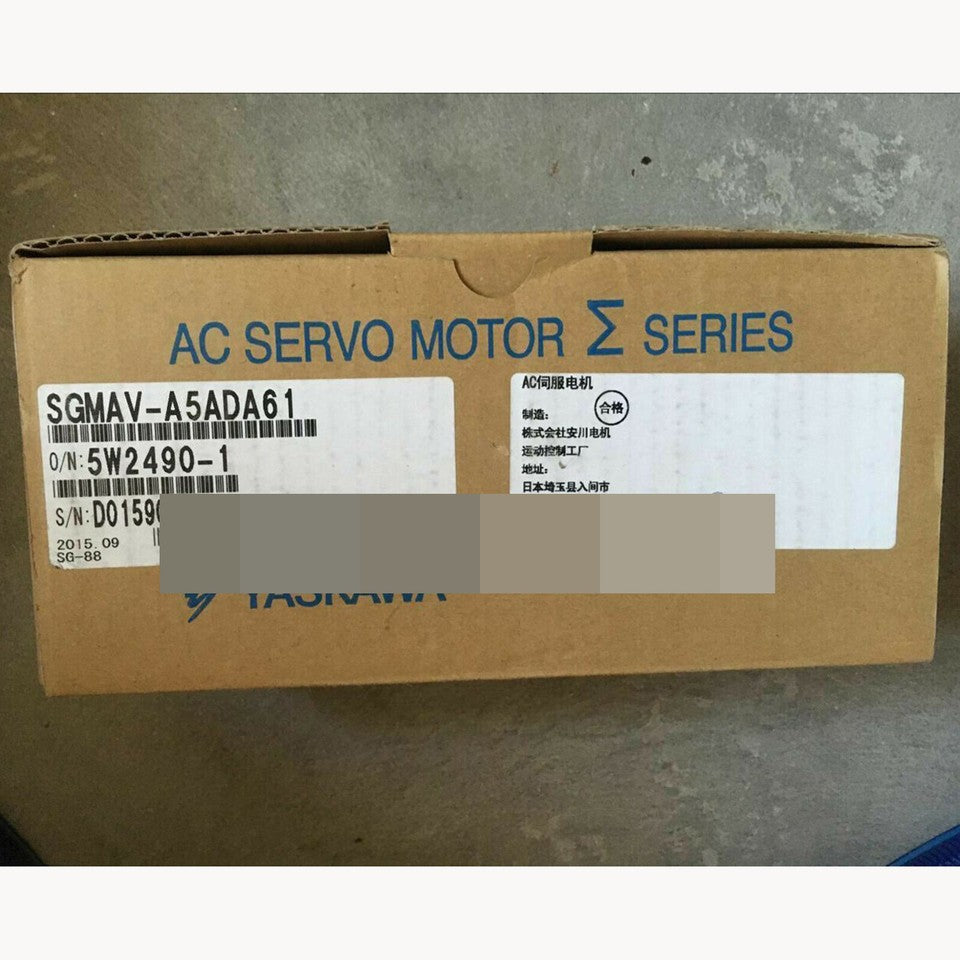 AC SERVO MOTOR Σ SERIES
SGMAV-A5ADA61
O/N:5W2490-1
S/N:D0159
2015.09
SG-88
AC伺服电机
制造:
合格
株式会社安川电机
运动控制工厂
地址:
日本埼玉县入间市
YASKAWA